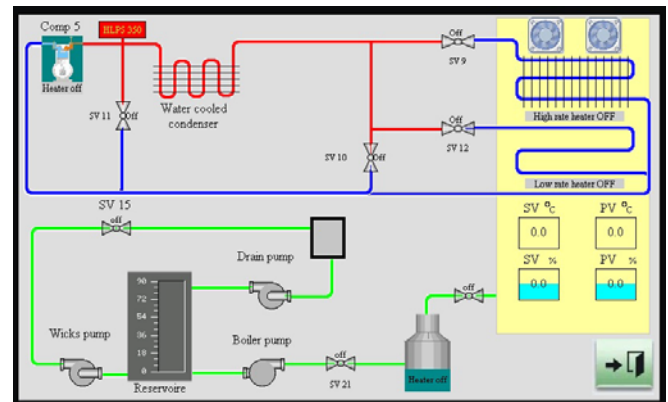 Comp 5
HLPS 350
Heater off
SV 11
Off
Water cooled
condenser
Off
SV 9
Off
SV 12
SV 10
Off
High rate heater OFF
Low rate heater OFF
SV °C
PV °C
0.0
0.0
SV %
PV %
0.0
0.0
SV 15
off
Drain pump
Wicks pump
90
72
54
36
18
0
Reservoire
Boiler pump
off
SV 21
off
Heater off